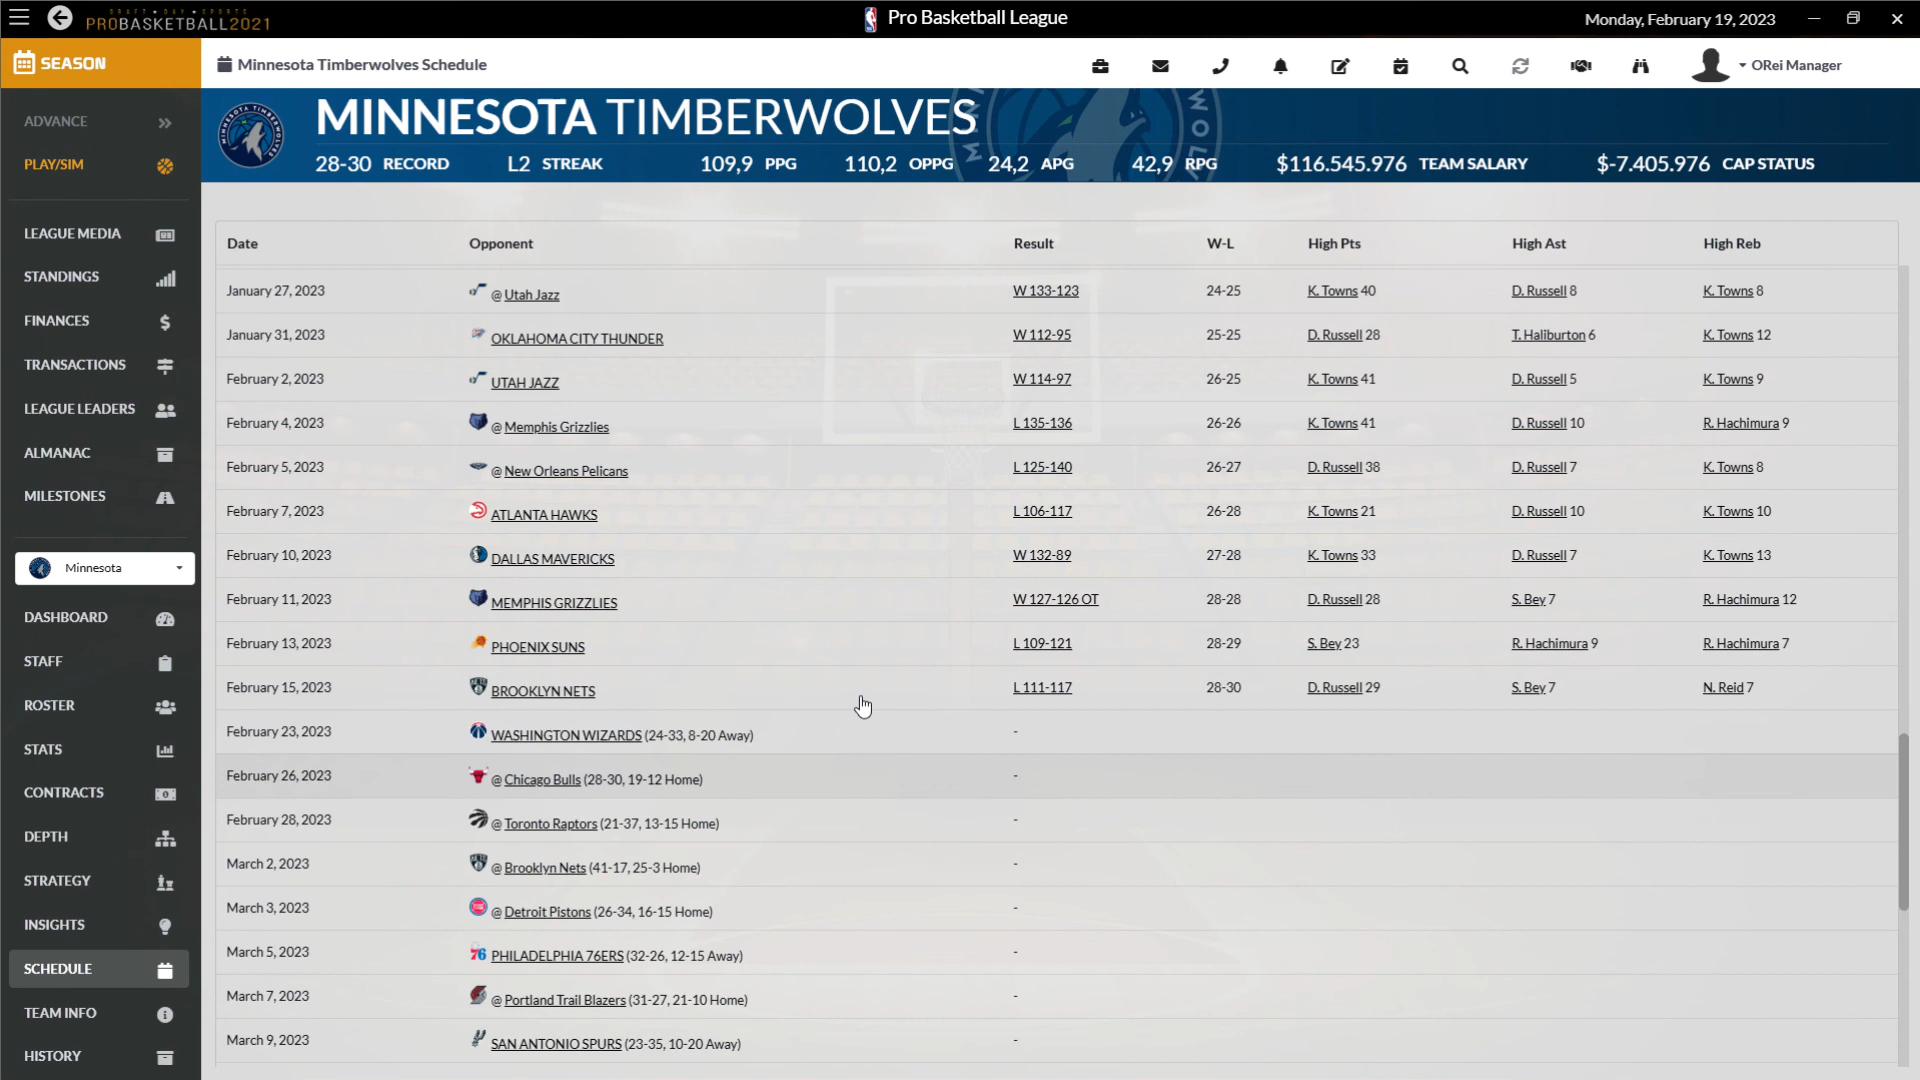 DRAFT • DAY • SPORTS
PROBASKETBALL2021
Pro Basketball League
Monday, February 19, 2023
SEASON
Minnesota Timberwolves Schedule
ORei Manager
MINNESOTA TIMBERWOLVES
28-30 RECORD L2 STREAK 109,9 PPG 110,2 OPPG 24,2 APG 42,9 RPG $116.545.976 TEAM SALARY $-7.405.976 CAP STATUS
ADVANCE
PLAY/SIM
LEAGUE MEDIA
STANDINGS
FINANCES
TRANSACTIONS
LEAGUE LEADERS
ALMANAC
MILESTONES
Minnesota
DASHBOARD
STAFF
ROSTER
STATS
CONTRACTS
DEPTH
STRATEGY
INSIGHTS
SCHEDULE
TEAM INFO
HISTORY
Date Opponent Result W-L High Pts High Ast High Reb
January 27, 2023 @ Utah Jazz W 133-123 24-25 K. Towns 40 D. Russell 8 K. Towns 8
January 31, 2023 OKLAHOMA CITY THUNDER W 112-95 25-25 D. Russell 28 T. Haliburton 6 K. Towns 12
February 2, 2023 UTAH JAZZ W 114-97 26-25 K. Towns 41 D. Russell 5 K. Towns 9
February 4, 2023 @ Memphis Grizzlies L 135-136 26-26 K. Towns 41 D. Russell 10 R. Hachimura 9
February 5, 2023 @ New Orleans Pelicans L 125-140 26-27 D. Russell 38 D. Russell 7 K. Towns 8
February 7, 2023 ATLANTA HAWKS L 106-117 26-28 K. Towns 21 D. Russell 10 K. Towns 10
February 10, 2023 DALLAS MAVERICKS W 132-89 27-28 K. Towns 33 D. Russell 7 K. Towns 13
February 11, 2023 MEMPHIS GRIZZLIES W 127-126 OT 28-28 D. Russell 28 S. Bey 7 R. Hachimura 12
February 13, 2023 PHOENIX SUNS L 109-121 28-29 S. Bey 23 R. Hachimura 9 R. Hachimura 7
February 15, 2023 BROOKLYN NETS L 111-117 28-30 D. Russell 29 S. Bey 7 N. Reid 7
February 23, 2023 WASHINGTON WIZARDS (24-33, 8-20 Away) -
February 26, 2023 @ Chicago Bulls (28-30, 19-12 Home) -
February 28, 2023 @ Toronto Raptors (21-37, 13-15 Home) -
March 2, 2023 @ Brooklyn Nets (41-17, 25-3 Home) -
March 3, 2023 @ Detroit Pistons (26-34, 16-15 Home) -
March 5, 2023 PHILADELPHIA 76ERS (32-26, 12-15 Away) -
March 7, 2023 @ Portland Trail Blazers (31-27, 21-10 Home) -
March 9, 2023 SAN ANTONIO SPURS (23-35, 10-20 Away) -